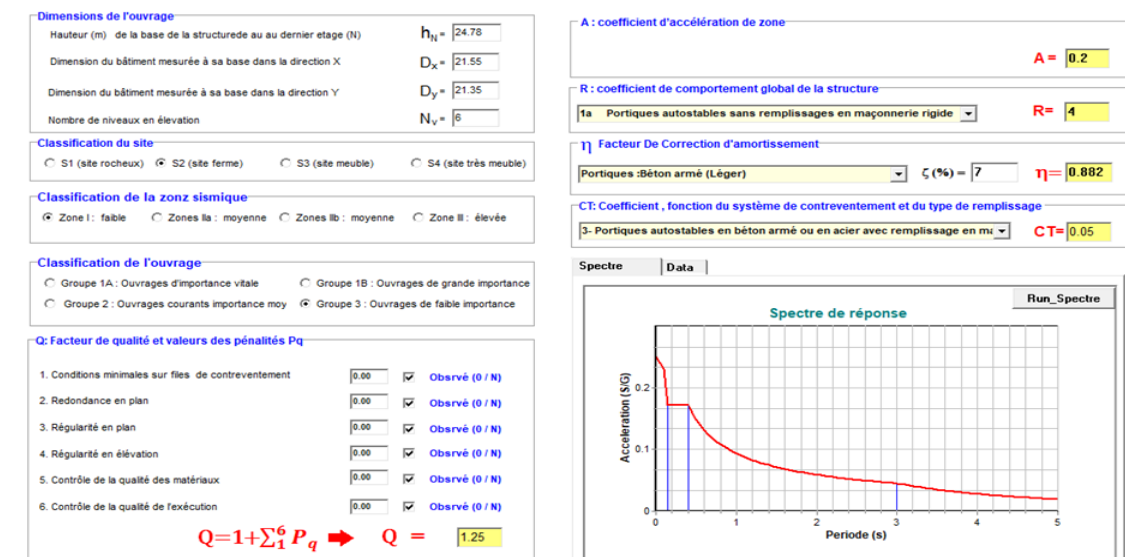 Dimensions de l'ouvrage
Hauteur (m) de la base de la structurede au au dernier etage (N) hN = 24.78
Dimension du bâtiment mesurée à sa base dans la direction X Dx = 21.55
Dimension du bâtiment mesurée à sa base dans la direction Y Dy = 21.35
Nombre de niveaux en élevation NY = 6
Classification du site
S1 (site rocheux) S2 (site ferme) S3 (site meuble) S4 (site très meuble)
Classification de la zonz sismique
Zone I : faible Zones IIa : moyenne Zones IIb : moyenne Zone III : élevée
Classification de l'ouvrage
Groupe 1A : Ouvrages d'importance vitale Groupe 1B : Ouvrages de grande importance
Groupe 2 : Ouvrages courants importance moy Groupe 3 : Ouvrages de faible importance
Q: Facteur de qualité et valeurs des pénalités Pq
1. Conditions minimales sur files de contreventement 0.00 Obsrvé (0 / N)
2. Redondance en plan 0.00 Obsrvé (0 / N)
3. Régularité en plan 0.00 Obsrvé (0 / N)
4. Régularité en élévation 0.00 Obsrvé (0 / N)
5. Contrôle de la qualité des matériaux 0.00 Obsrvé (0 / N)
6. Contrôle de la qualité de l'exécution 0.00 Obsrvé (0 / N)
Q=1+∑₁⁶ Pq ➡ Q = 1.25
A : coefficient d'accélération de zone
A = 0.2
R : coefficient de comportement global de la structure
1a Portiques autostables sans remplissages en maçonnerie rigide R= 4
η Facteur De Correction d'amortissement
Portiques :Béton armé (Léger) ζ (%) = 7 η= 0.882
CT: Coefficient , fonction du système de contreventement et du type de remplissage
3- Portiques autostables en béton armé ou en acier avec remplissage en ma CT= 0.05
Spectre Data
Run_Spectre
Spectre de réponse
Acceleration (S/G)
0.2
0.1
0
0 1 2 3 4 5
Periode (s)